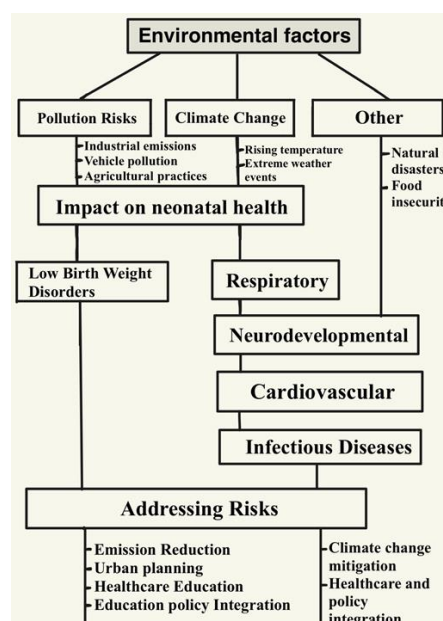 Environmental factors
Pollution Risks
Climate Change
Other
Industrial emissions
Vehicle pollution
Agricultural practices
Rising temperature
Extreme weather
events
Natural
disasters
Food
insecurit
Impact on neonatal health
Low Birth Weight
Disorders
Respiratory
Neurodevelopmental
Cardiovascular
Infectious Diseases
Addressing Risks
Emission Reduction
Urban planning
Healthcare Education
Education policy Integration
Climate change
mitigation
Healthcare and
policy
integration